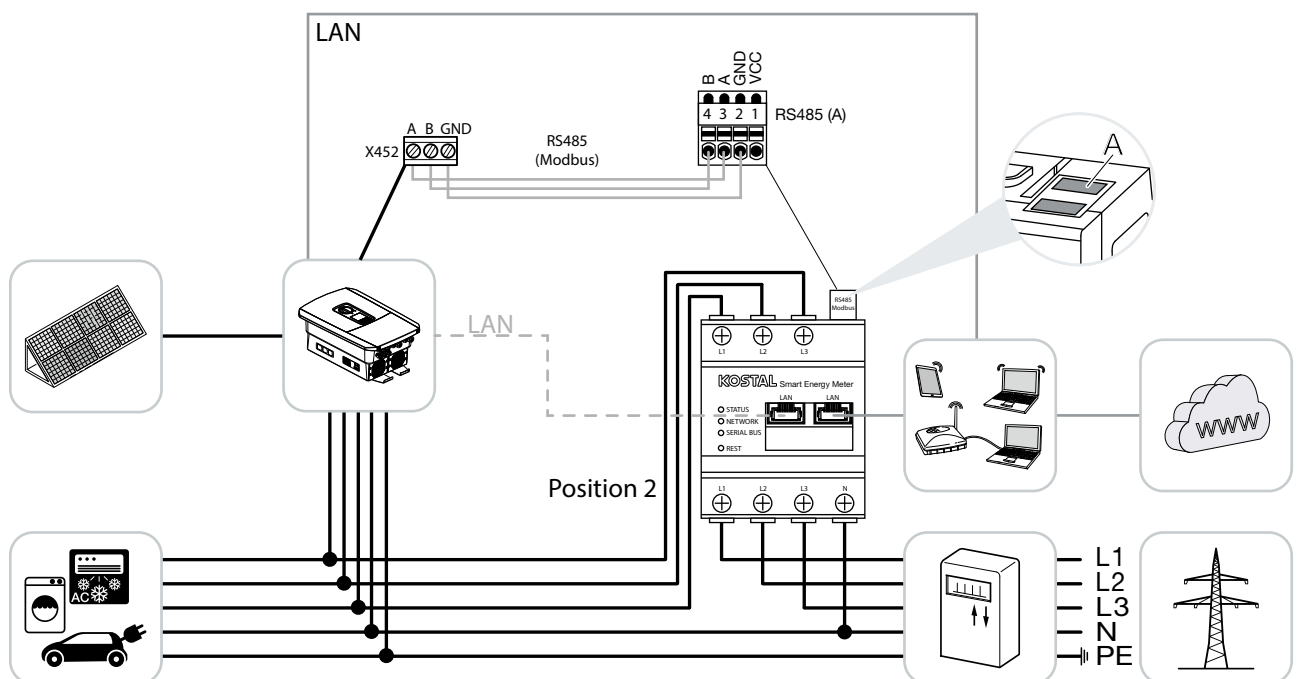 LAN
B A GND VCC
4 3 2 1
RS485 (A)
A B GND
X452
RS485
(Modbus)
A
LAN
RS485
Modbus
L1 L2 L3
KOSTAL Smart Energy Meter
LAN LAN
STATUS
NETWORK
SERIAL BUS
REST
WWW
Position 2
L1 L2 L3 N
AC
L1
L2
L3
N
PE